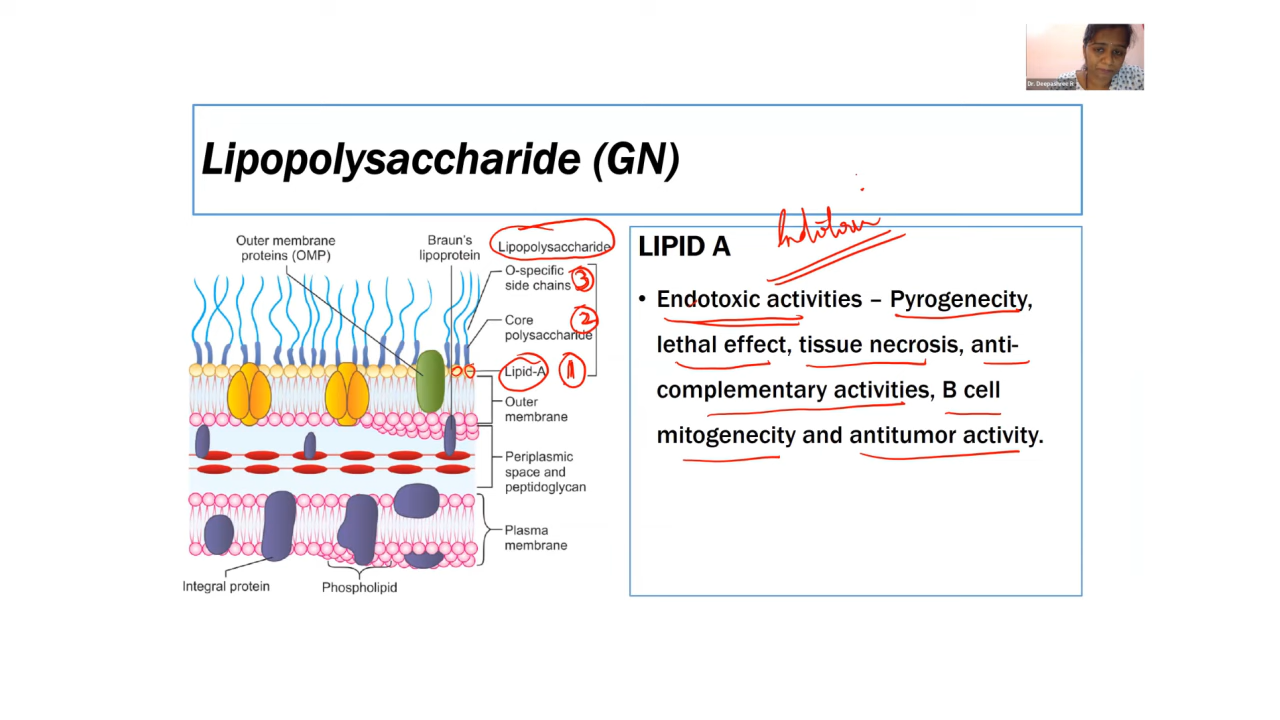 Dr. Deepashree R
Lipopolysaccharide (GN)
Outer membrane
proteins (OMP)
Braun's
lipoprotein
Lipopolysaccharide
O-specific
side chains 3
Core 2
polysaccharide
Lipid-A 1
Outer
membrane
Periplasmic
space and
peptidoglycan
Plasma
membrane
Integral protein
Phospholipid
Endotoxin
LIPID A
• Endotoxic activities – Pyrogenecity,
lethal effect, tissue necrosis, anti-
complementary activities, B cell
mitogenecity and antitumor activity.